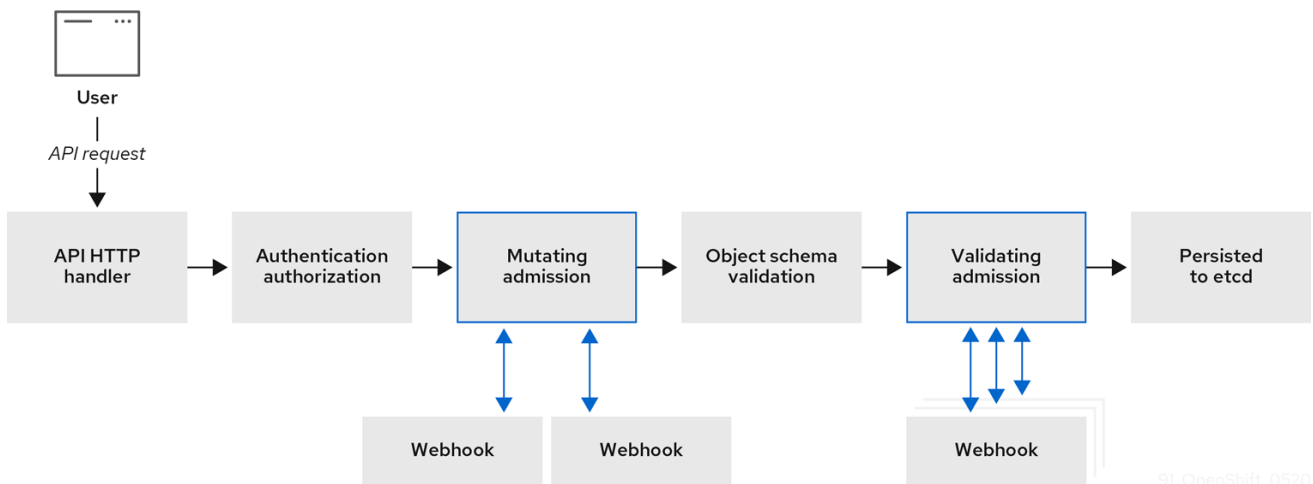 User
API request
API HTTP
handler
Authentication
authorization
Mutating
admission
Object schema
validation
Validating
admission
Persisted
to etcd
Webhook
Webhook
Webhook
91_OpenShift_0520